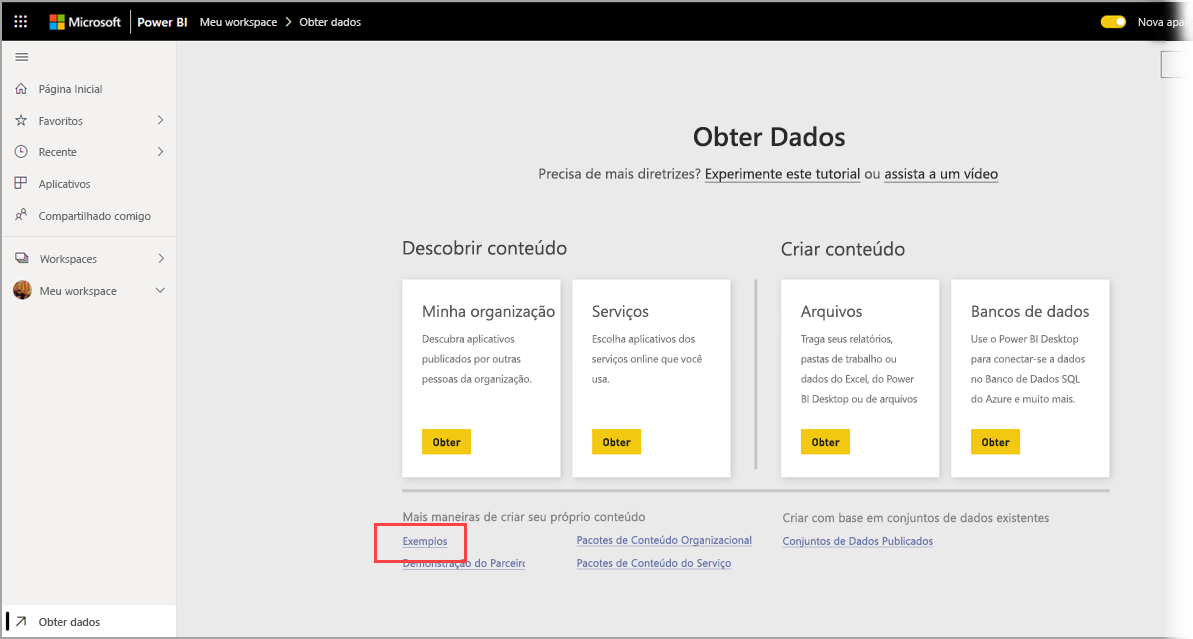 Microsoft Power BI Meu workspace > Obter dados Nova apa
Página Inicial
Favoritos
Recente
Aplicativos
Compartilhado comigo
Workspaces
Meu workspace
Obter dados
Obter Dados
Precisa de mais diretrizes? Experimente este tutorial ou assista a um vídeo
Descobrir conteúdo
Minha organização
Descubra aplicativos
publicados por outras
pessoas da organização.
Obter
Serviços
Escolha aplicativos dos
serviços online que você
usa.
Obter
Criar conteúdo
Arquivos
Traga seus relatórios,
pastas de trabalho ou
dados do Excel, do Power
BI Desktop ou de arquivos
Obter
Bancos de dados
Use o Power BI Desktop
para conectar-se a dados
no Banco de Dados SQL
do Azure e muito mais.
Obter
Mais maneiras de criar seu próprio conteúdo
Exemplos
Demonstração do Parceiro
Pacotes de Conteúdo Organizacional
Pacotes de Conteúdo do Serviço
Criar com base em conjuntos de dados existentes
Conjuntos de Dados Publicados